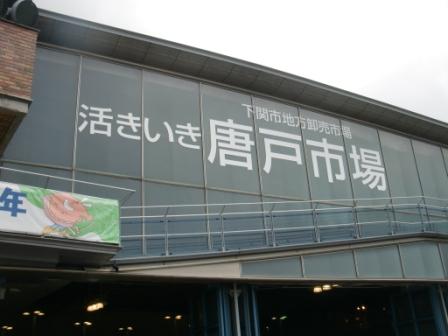 下関市地方卸売市場
活きいき唐戸市場
年